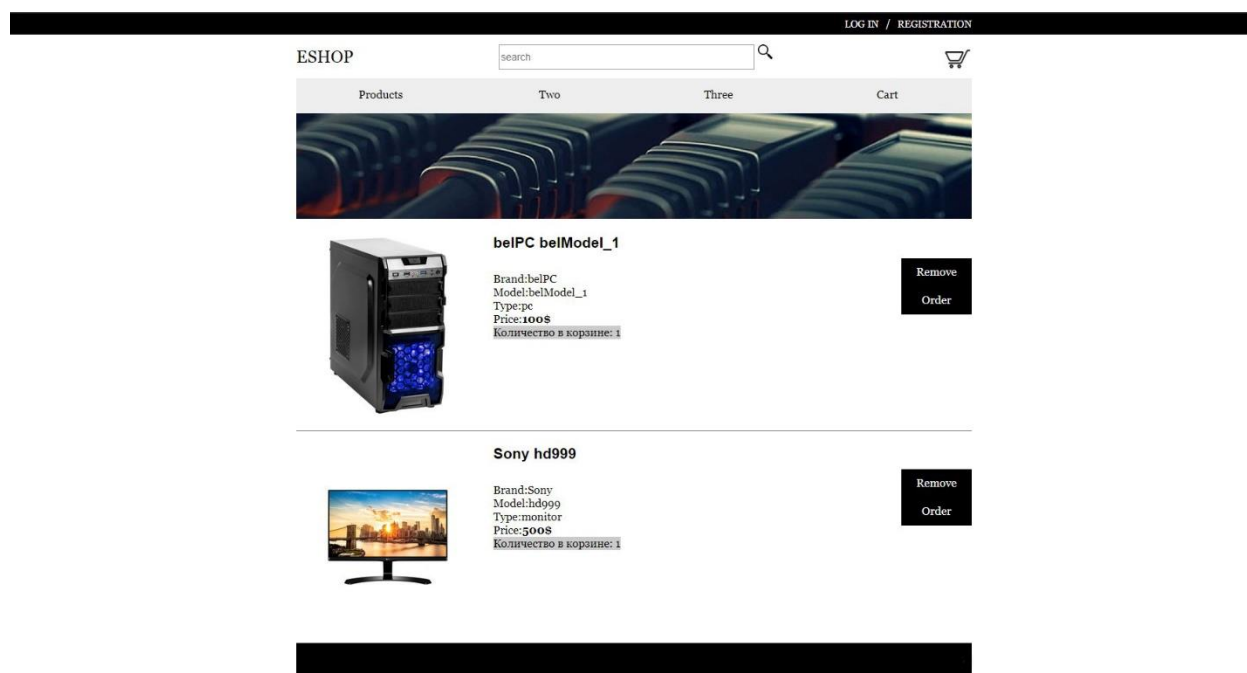 LOG IN / REGISTRATION
ESHOP
search
Products Two Three Cart
belPC belModel_1
Brand:belPC
Model:belModel_1
Type:pc
Price:100$
Количество в корзине: 1
Remove
Order
Sony hd999
Brand:Sony
Model:hd999
Type:monitor
Price:500$
Количество в корзине: 1
Remove
Order